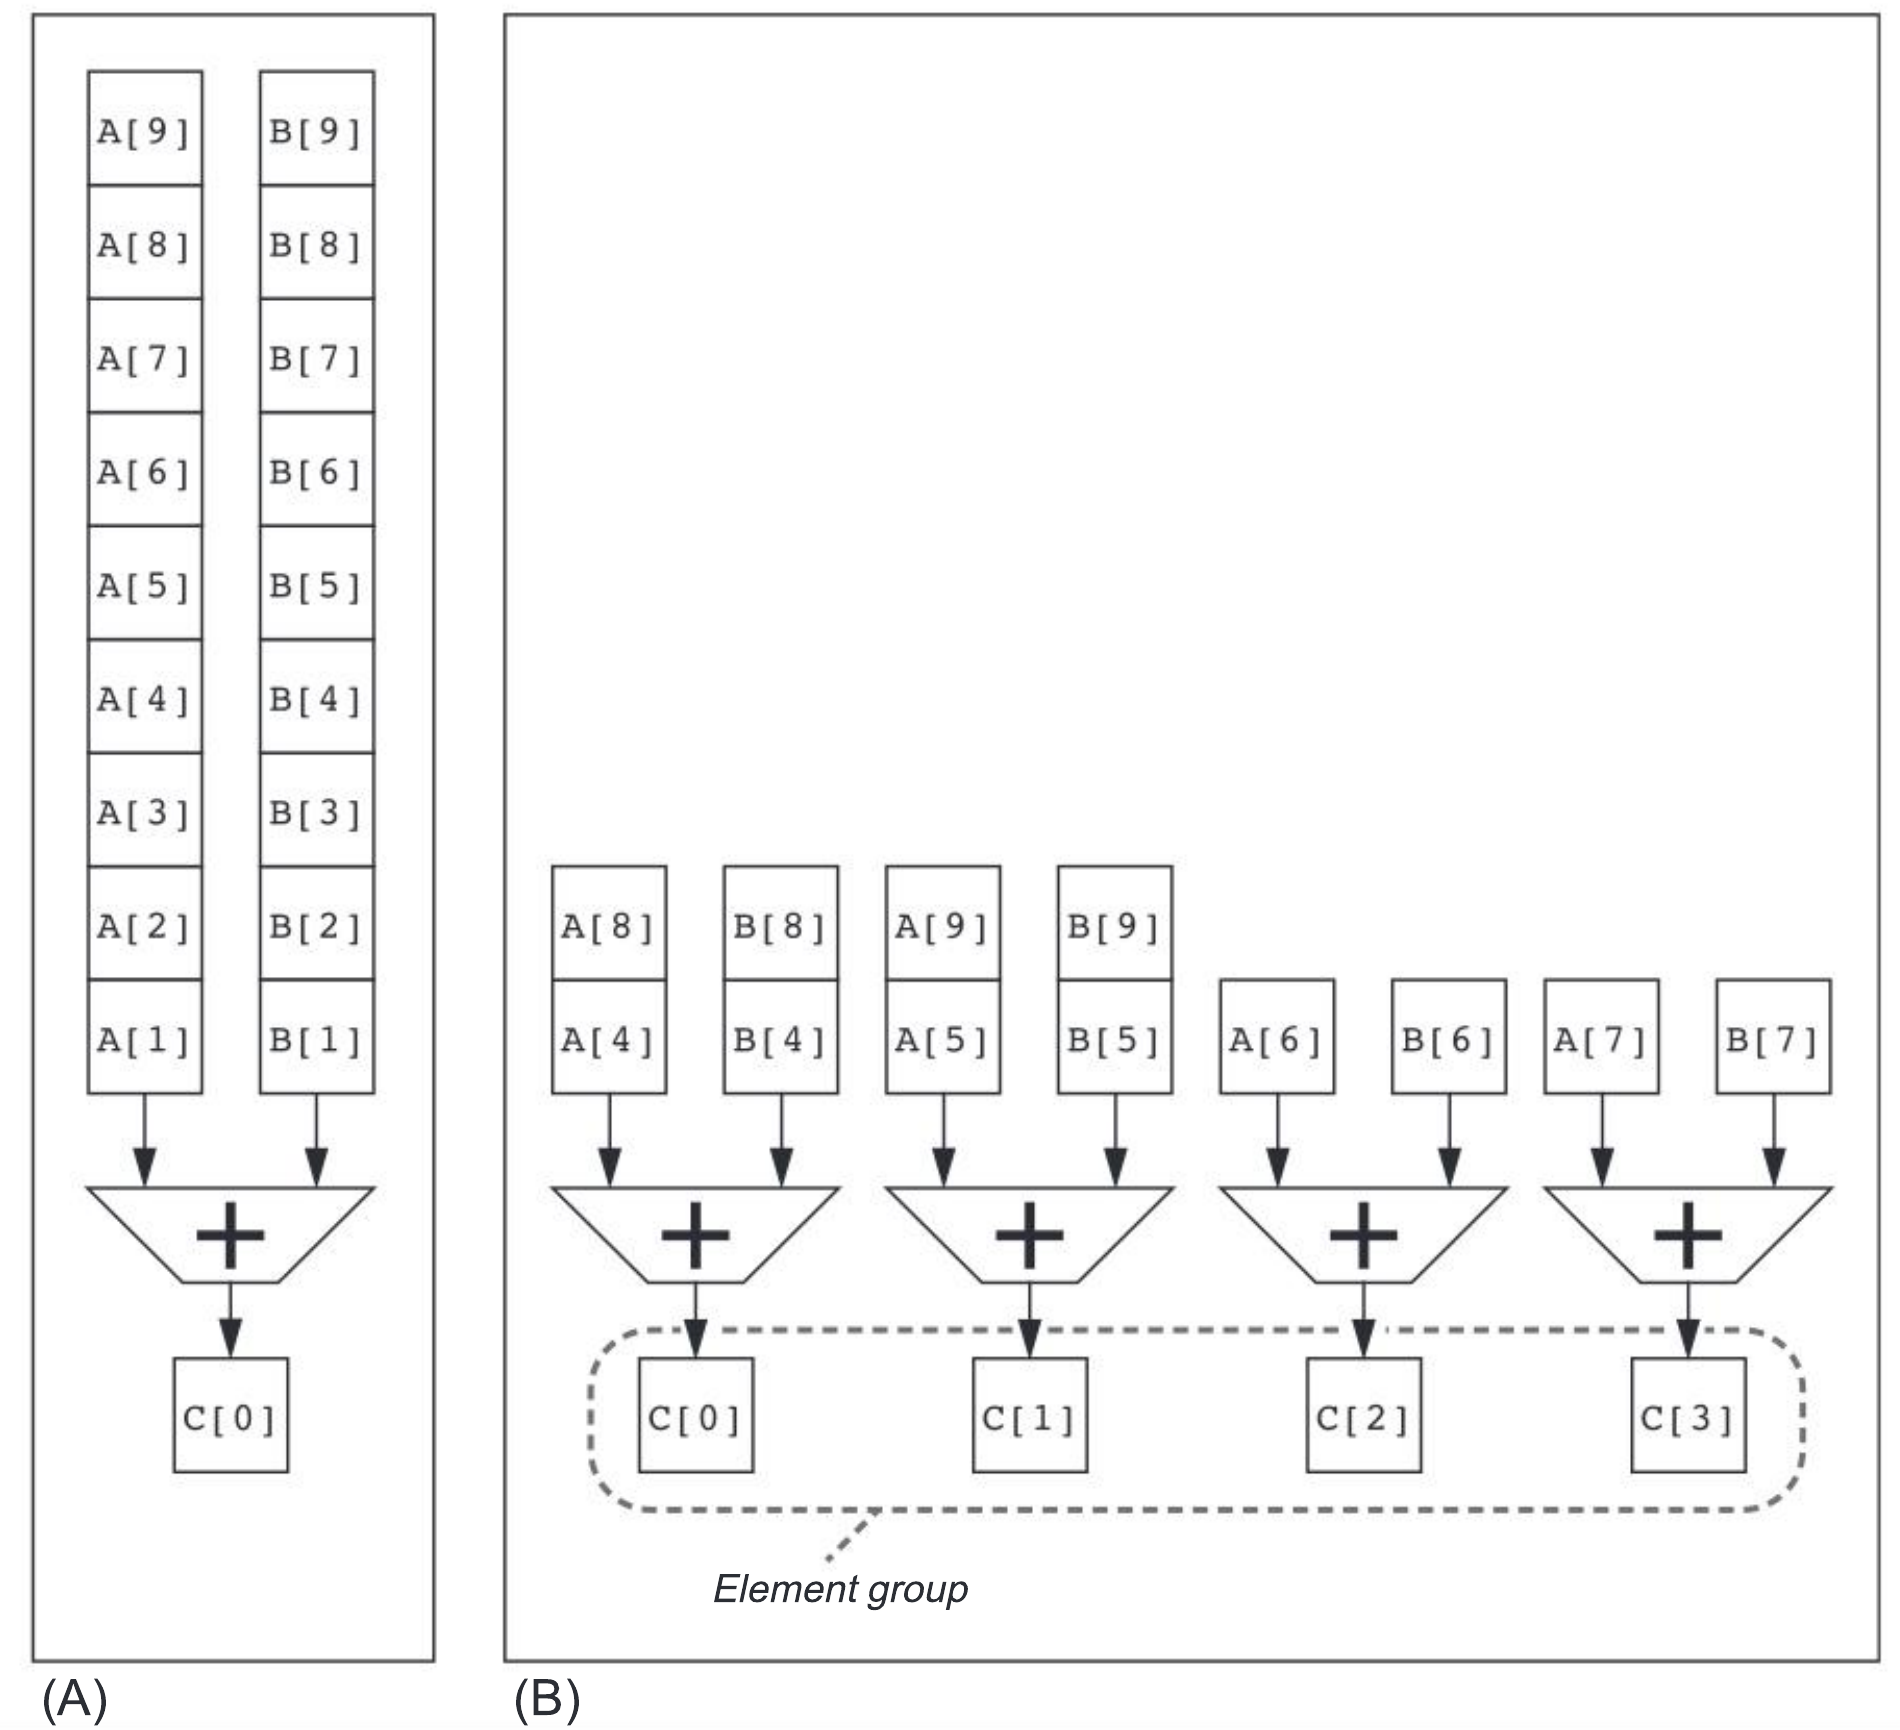 A[9] B[9]
A[8] B[8]
A[7] B[7]
A[6] B[6]
A[5] B[5]
A[4] B[4]
A[3] B[3]
A[2] B[2]
A[1] B[1]
+
C[0]
(A)
A[8] B[8] A[9] B[9]
A[4] B[4] A[5] B[5] A[6] B[6] A[7] B[7]
+ + + +
C[0] C[1] C[2] C[3]
Element group
(B)